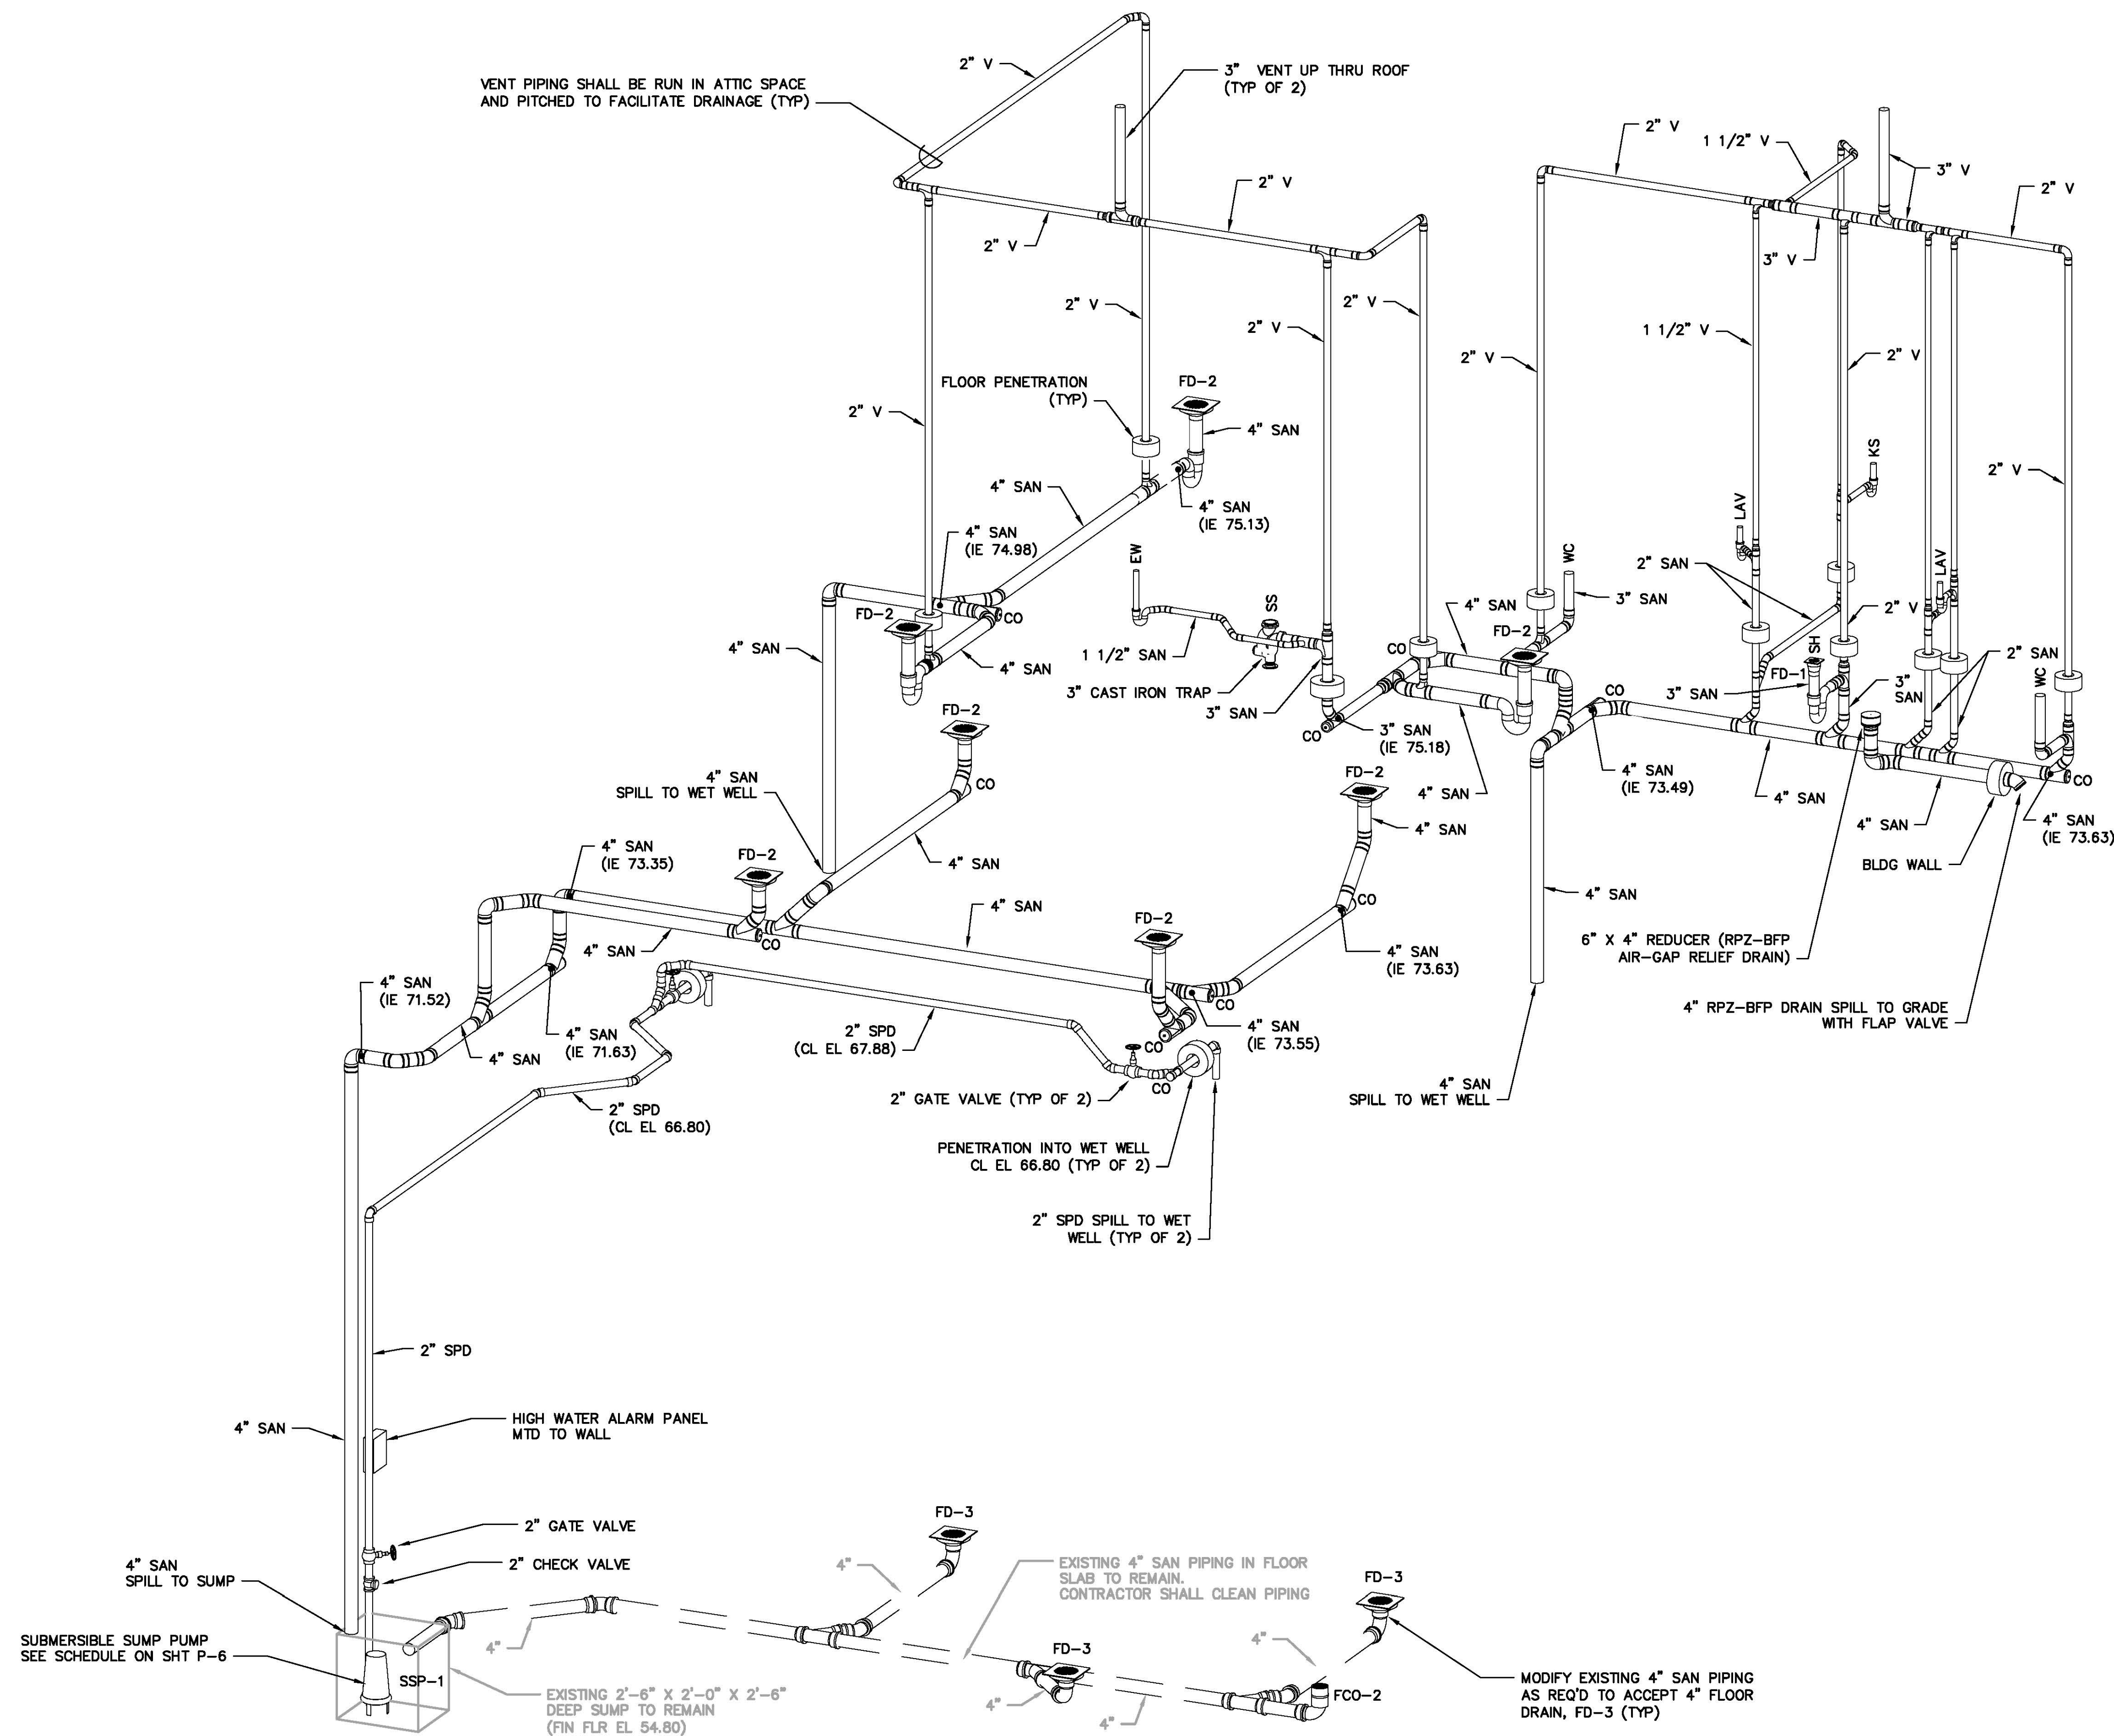 2" V
VENT PIPING SHALL BE RUN IN ATTIC SPACE
AND PITCHED TO FACILITATE DRAINAGE (TYP)
3" VENT UP THRU ROOF
(TYP OF 2)
2" V
1 1/2" V
3" V
2" V
2" V
2" V
3" V
2" V
2" V
2" V
1 1/2" V
2" V
2" V
FLOOR PENETRATION
(TYP)
FD-2
2" V
4" SAN
KS
2" V
4" SAN
4" SAN
(IE 75.13)
LAV
4" SAN
(IE 74.98)
EW
WC
2" SAN
LAV
SS
3" SAN
2" V
FD-2
CO
4" SAN
FD-2
SH
4" SAN
4" SAN
1 1/2" SAN
CO
FD-1
2" SAN
WC
3" CAST IRON TRAP
3" SAN
3"
SAN
CO
FD-2
3" SAN
CO
3" SAN
(IE 75.18)
4" SAN
SPILL TO WET WELL
CO
FD-2
4" SAN
4" SAN
(IE 73.49)
4" SAN
CO
4" SAN
4" SAN
4" SAN
(IE 73.63)
4" SAN
(IE 73.35)
FD-2
4" SAN
BLDG WALL
4" SAN
4" SAN
CO
FD-2
4" SAN
CO
6" X 4" REDUCER (RPZ-BFP
AIR-GAP RELIEF DRAIN)
4" SAN
(IE 73.63)
4" SAN
(IE 71.52)
CO
4" RPZ-BFP DRAIN SPILL TO GRADE
WITH FLAP VALVE
4" SAN
4" SAN
(IE 71.63)
2" SPD
(CL EL 67.88)
CO
4" SAN
(IE 73.55)
CO
2" GATE VALVE (TYP OF 2)
4" SAN
SPILL TO WET WELL
2" SPD
(CL EL 66.80)
PENETRATION INTO WET WELL
CL EL 66.80 (TYP OF 2)
2" SPD SPILL TO WET
WELL (TYP OF 2)
2" SPD
4" SAN
HIGH WATER ALARM PANEL
MTD TO WALL
FD-3
2" GATE VALVE
4" SAN
SPILL TO SUMP
2" CHECK VALVE
4"
EXISTING 4" SAN PIPING IN FLOOR
SLAB TO REMAIN.
CONTRACTOR SHALL CLEAN PIPING
FD-3
SUBMERSIBLE SUMP PUMP
SEE SCHEDULE ON SHT P-6
4"
FD-3
4"
SSP-1
EXISTING 2'-6" X 2'-0" X 2'-6"
DEEP SUMP TO REMAIN
(FIN FLR EL 54.80)
4"
4"
FCO-2
MODIFY EXISTING 4" SAN PIPING
AS REQ'D TO ACCEPT 4" FLOOR
DRAIN, FD-3 (TYP)